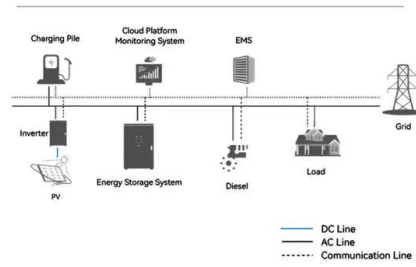 Charging Pile
Cloud Platform
Monitoring System
EMS
Grid
Inverter
PV
Energy Storage System
Diesel
Load
DC Line
AC Line
Communication Line